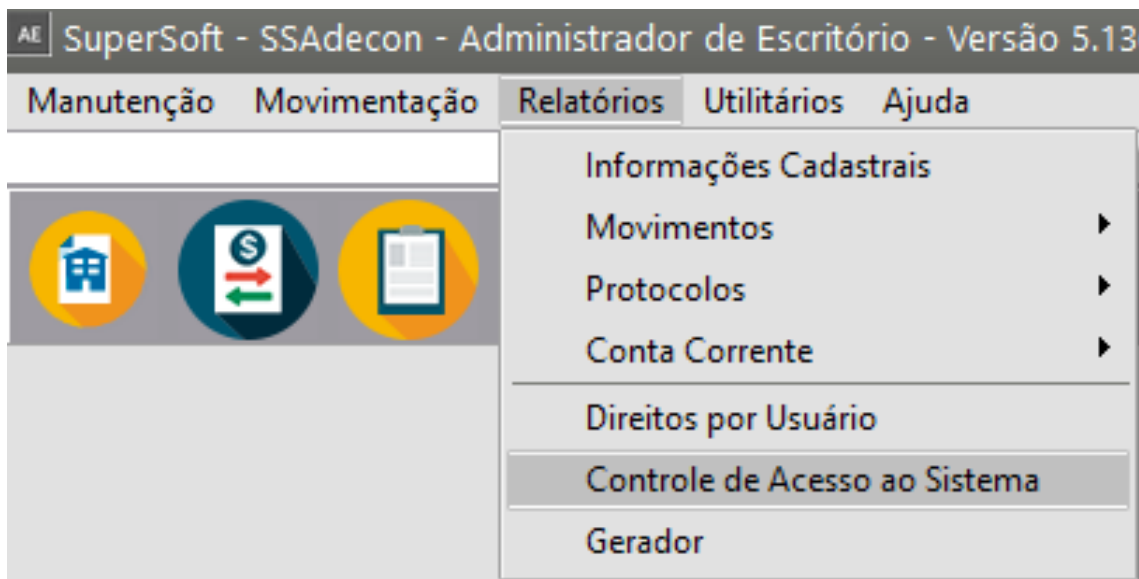 AE SuperSoft - SSAdecon - Administrador de Escritório - Versão 5.13
Manutenção Movimentação Relatórios Utilitários Ajuda
Informações Cadastrais
Movimentos
Protocolos
Conta Corrente
Direitos por Usuário
Controle de Acesso ao Sistema
Gerador